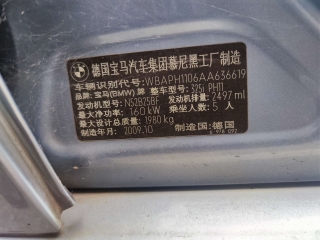 德国宝马汽车集团慕尼黑工厂制造
车辆识别代号:WBAPH1106AA636619
品牌:宝马(BMW)牌 整车型号:325i PH11
发动机型号:N52B25BF 发动机排量:2497 ml
最大净功率:160 kW 乘坐人数:5 人
最大设计总质量:1980 kg
制造年月:2009.10 制造国:德国